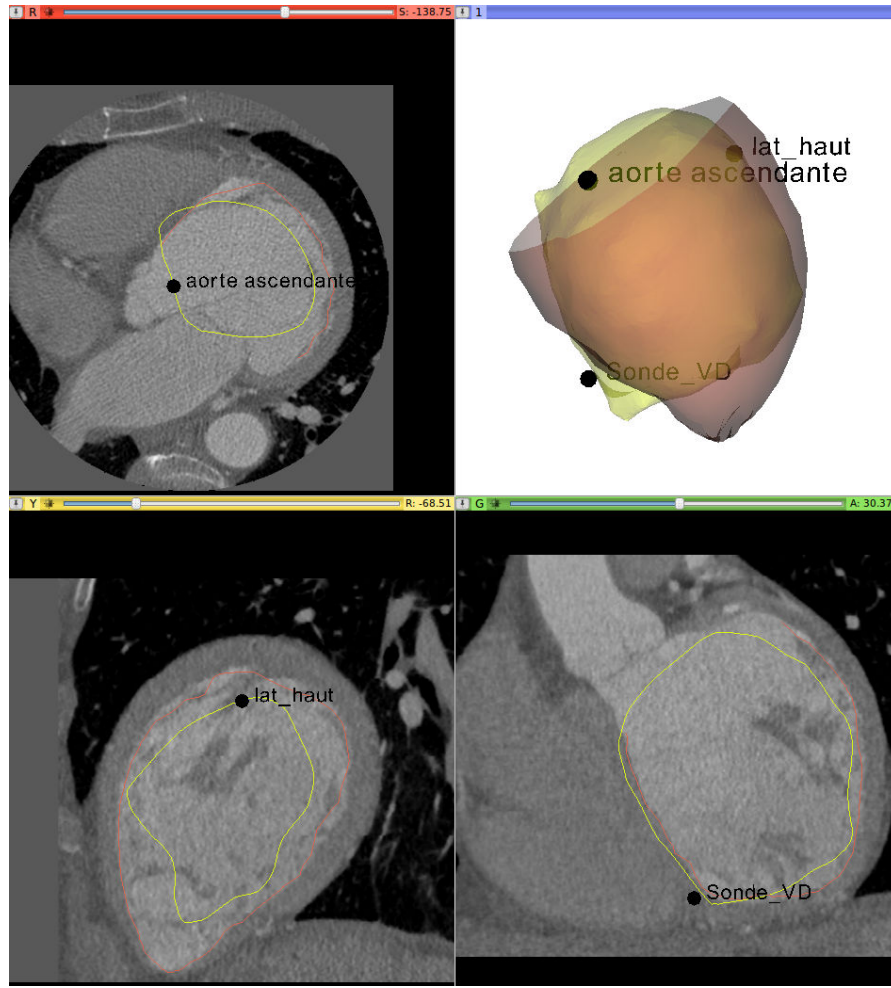 R S: -138.75
1
aorte ascendante
lat_haut
aorte ascendante
Sonde_VD
Y R: -68.51
G A: 30.37
lat_haut
Sonde_VD